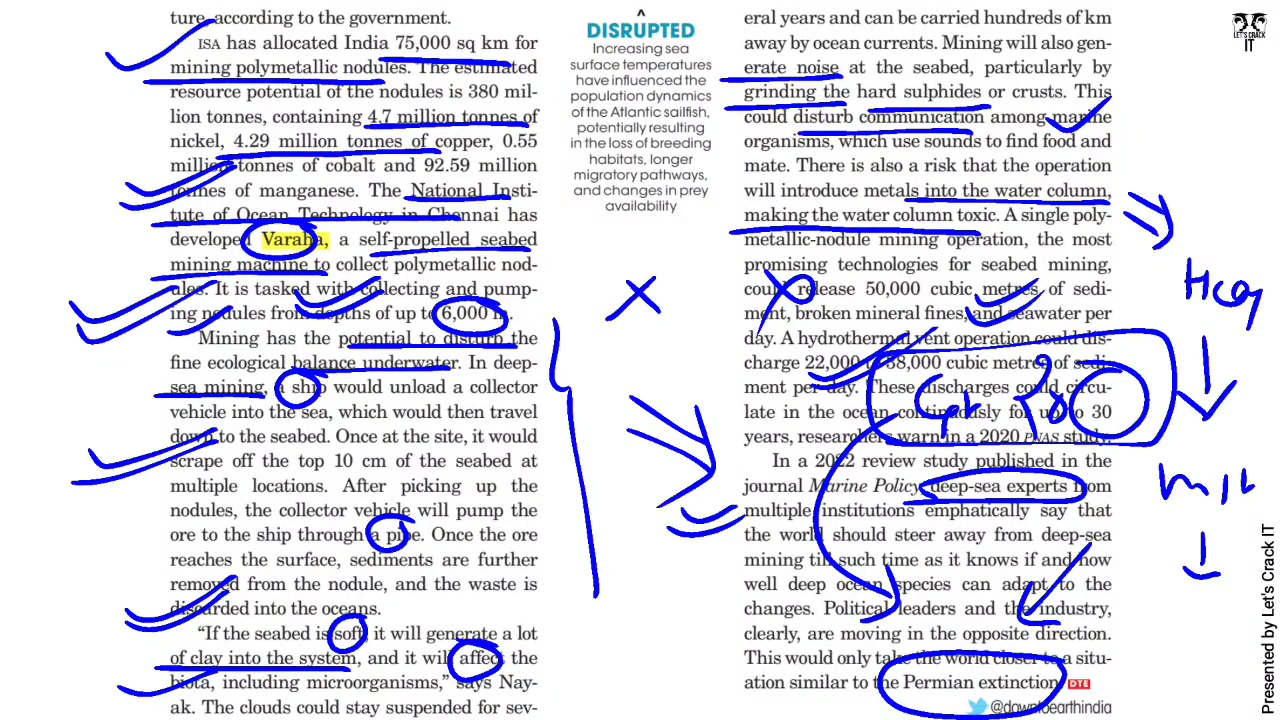 ture, according to the government.
ISA has allocated India 75,000 sq km for
mining polymetallic nodules. The estimated
resource potential of the nodules is 380 mil-
lion tonnes, containing 4.7 million tonnes of
nickel, 4.29 million tonnes of copper, 0.55
million tonnes of cobalt and 92.59 million
tonnes of manganese. The National Insti-
tute of Ocean Technology in Chennai has
developed Varaha, a self-propelled seabed
mining machine to collect polymetallic nod-
ules. It is tasked with collecting and pump-
ing nodules from depths of up to 6,000 m.
Mining has the potential to disturb the
fine ecological balance underwater. In deep-
sea mining, a ship would unload a collector
vehicle into the sea, which would then travel
down to the seabed. Once at the site, it would
scrape off the top 10 cm of the seabed at
multiple locations. After picking up the
nodules, the collector vehicle will pump the
ore to the ship through a pipe. Once the ore
reaches the surface, sediments are further
removed from the nodule, and the waste is
discarded into the oceans.
“If the seabed is soft, it will generate a lot
of clay into the system, and it will affect the
biota, including microorganisms,” says Nay-
ak. The clouds could stay suspended for sev-
DISRUPTED
Increasing sea
surface temperatures
have influenced the
population dynamics
of the Atlantic sailfish,
potentially resulting
in the loss of breeding
habitats, longer
migratory pathways,
and changes in prey
availability
eral years and can be carried hundreds of km
away by ocean currents. Mining will also gen-
erate noise at the seabed, particularly by
grinding the hard sulphides or crusts. This
could disturb communication among marine
organisms, which use sounds to find food and
mate. There is also a risk that the operation
will introduce metals into the water column,
making the water column toxic. A single poly-
metallic-nodule mining operation, the most
promising technologies for seabed mining,
could release 50,000 cubic metres of sedi-
ment, broken mineral fines, and seawater per
day. A hydrothermal vent operation could dis-
charge 22,000 to 38,000 cubic metres of sedi-
ment per day. These discharges could circu-
late in the ocean continuously for up to 30
years, researchers warn in a 2020 PNAS study.
In a 2022 review study published in the
journal Marine Policy, deep-sea experts from
multiple institutions emphatically say that
the world should steer away from deep-sea
mining till such time as it knows if and how
well deep ocean species can adapt to the
changes. Political leaders and the industry,
clearly, are moving in the opposite direction.
This would only take the world closer to a situ-
ation similar to the Permian extinction. DTE
@downtoearthindia
LET'S CRACK
IT
Presented by Let's Crack IT